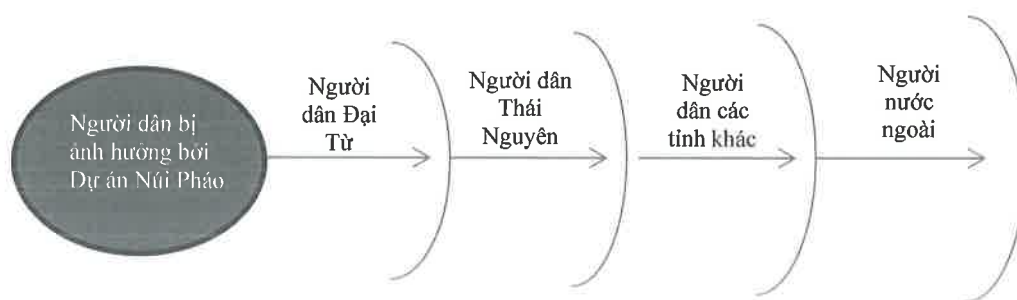 Người dân bị
ảnh hưởng bởi
Dự án Núi Pháo
Người
dân Đại
Từ
Người dân
Thái
Nguyên
Người
dân các
tỉnh khác
Người
nước
ngoài